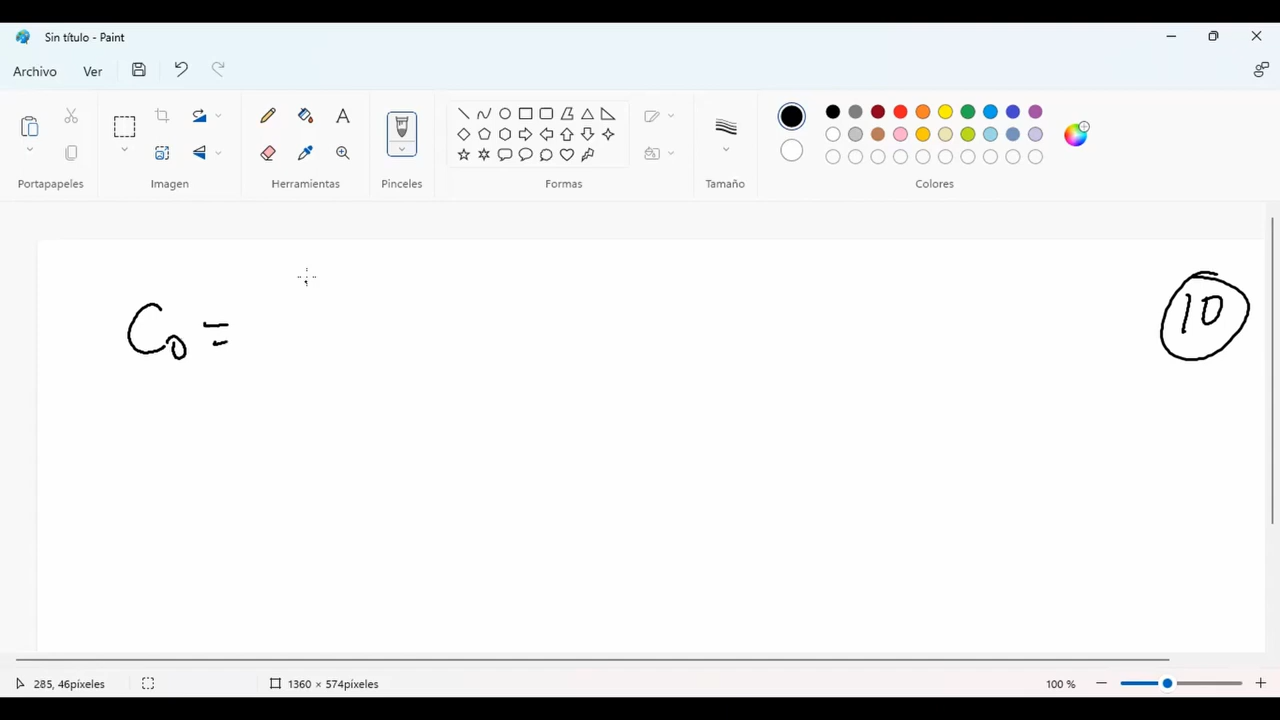 Sin título - Paint
Archivo Ver
Portapapeles Imagen Herramientas Pinceles Formas Tamaño Colores
C₀ =
10
285, 46píxeles 1360 × 574píxeles 100 %